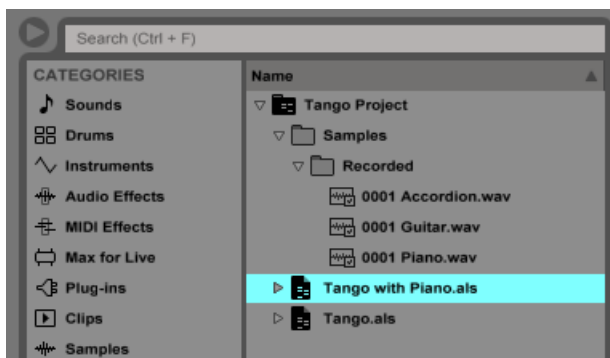 Search (Ctrl + F)
CATEGORIES
Sounds
Drums
Instruments
Audio Effects
MIDI Effects
Max for Live
Plug-ins
Clips
Samples
Name
Tango Project
Samples
Recorded
0001 Accordion.wav
0001 Guitar.wav
0001 Piano.wav
Tango with Piano.als
Tango.als